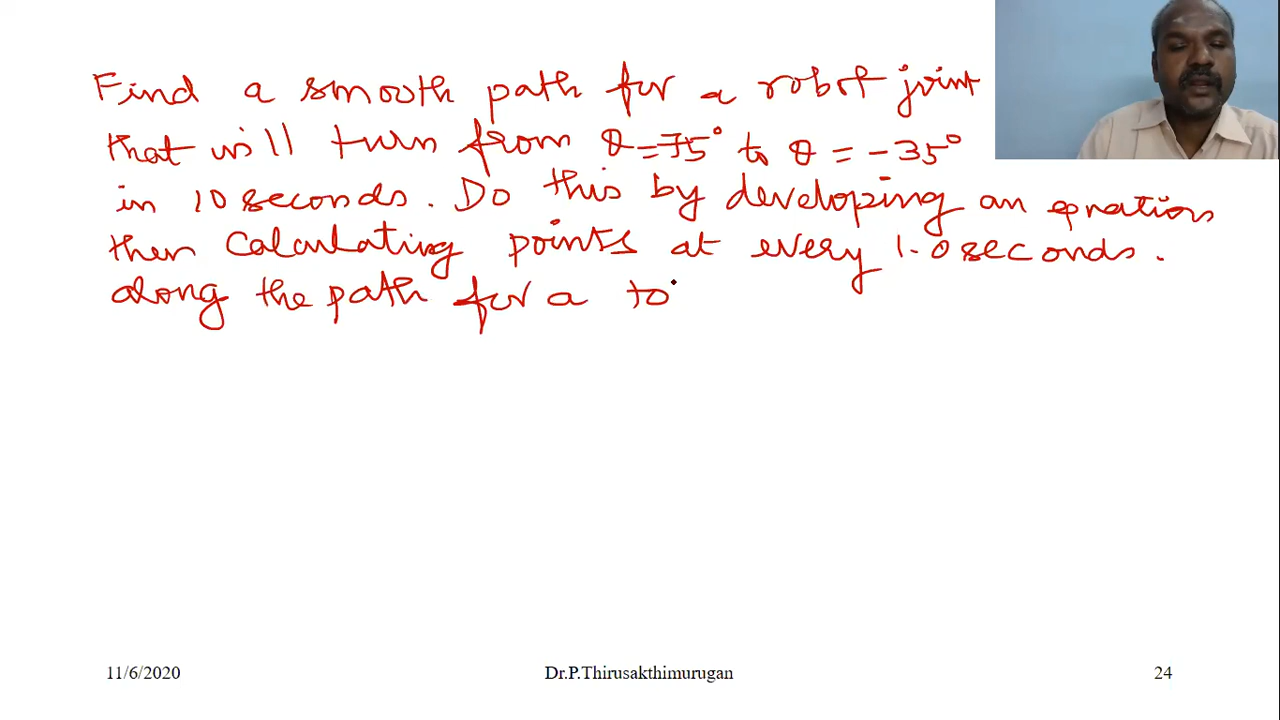 Find a smooth path for a robot joint
that will turn from θ = 75° to θ = -35°
in 10 seconds. Do this by developing an equation
then calculating points at every 1.0 seconds.
along the path for a to
11/6/2020 Dr.P.Thirusakthimurugan 24